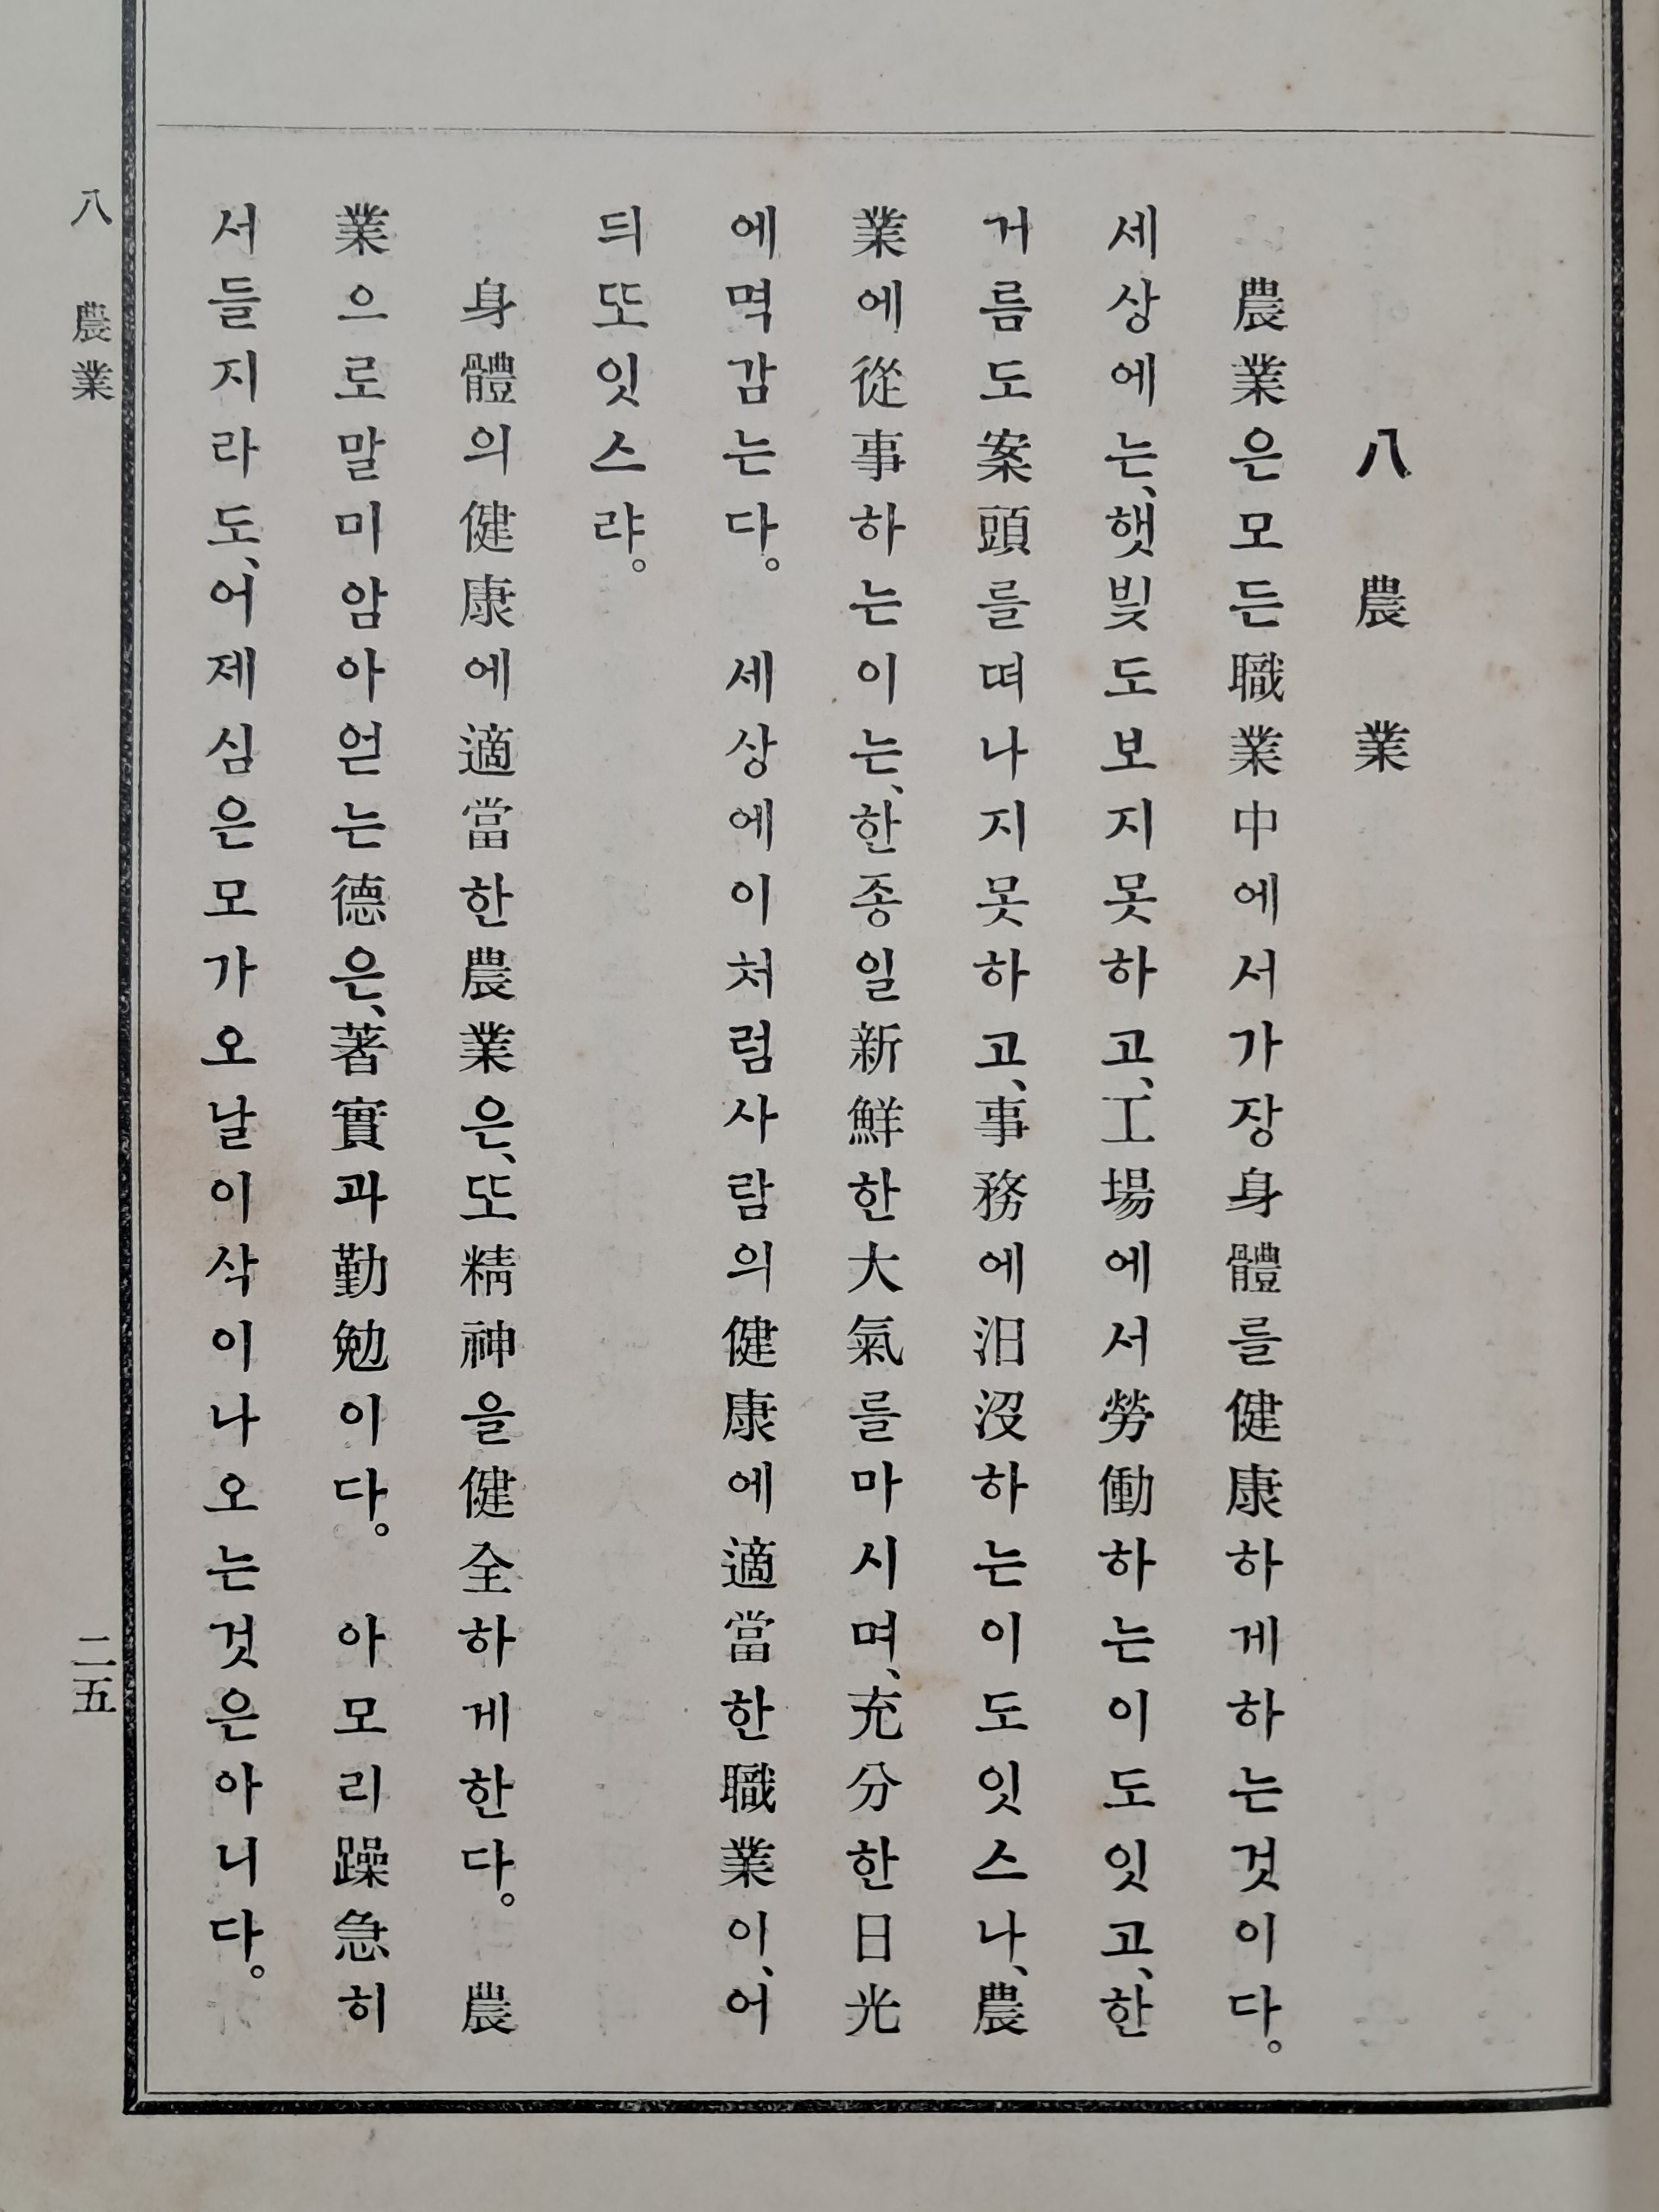 八 農業
農業은모든職業中에서가장身體를健康하게하는것이다。
세상에는、햇빛도보지못하고、工場에서勞働하는이도잇고、한
거름도案頭를떠나지못하고、事務에汨沒하는이도잇스나、農
業에從事하는이는、한종일新鮮한大氣를마시며、充分한日光
에멱감는다。 세상에이처럼사람의健康에適當한職業이、어
듸또잇스랴。
身體의健康에適當한農業은、또精神을健全하게한다。 農
業으로말미암아얻는德은、著實과勤勉이다。 아모리躁急히
서들지라도、어제심은모가오날이삭이나오는것은아니다。
八 農業
二五